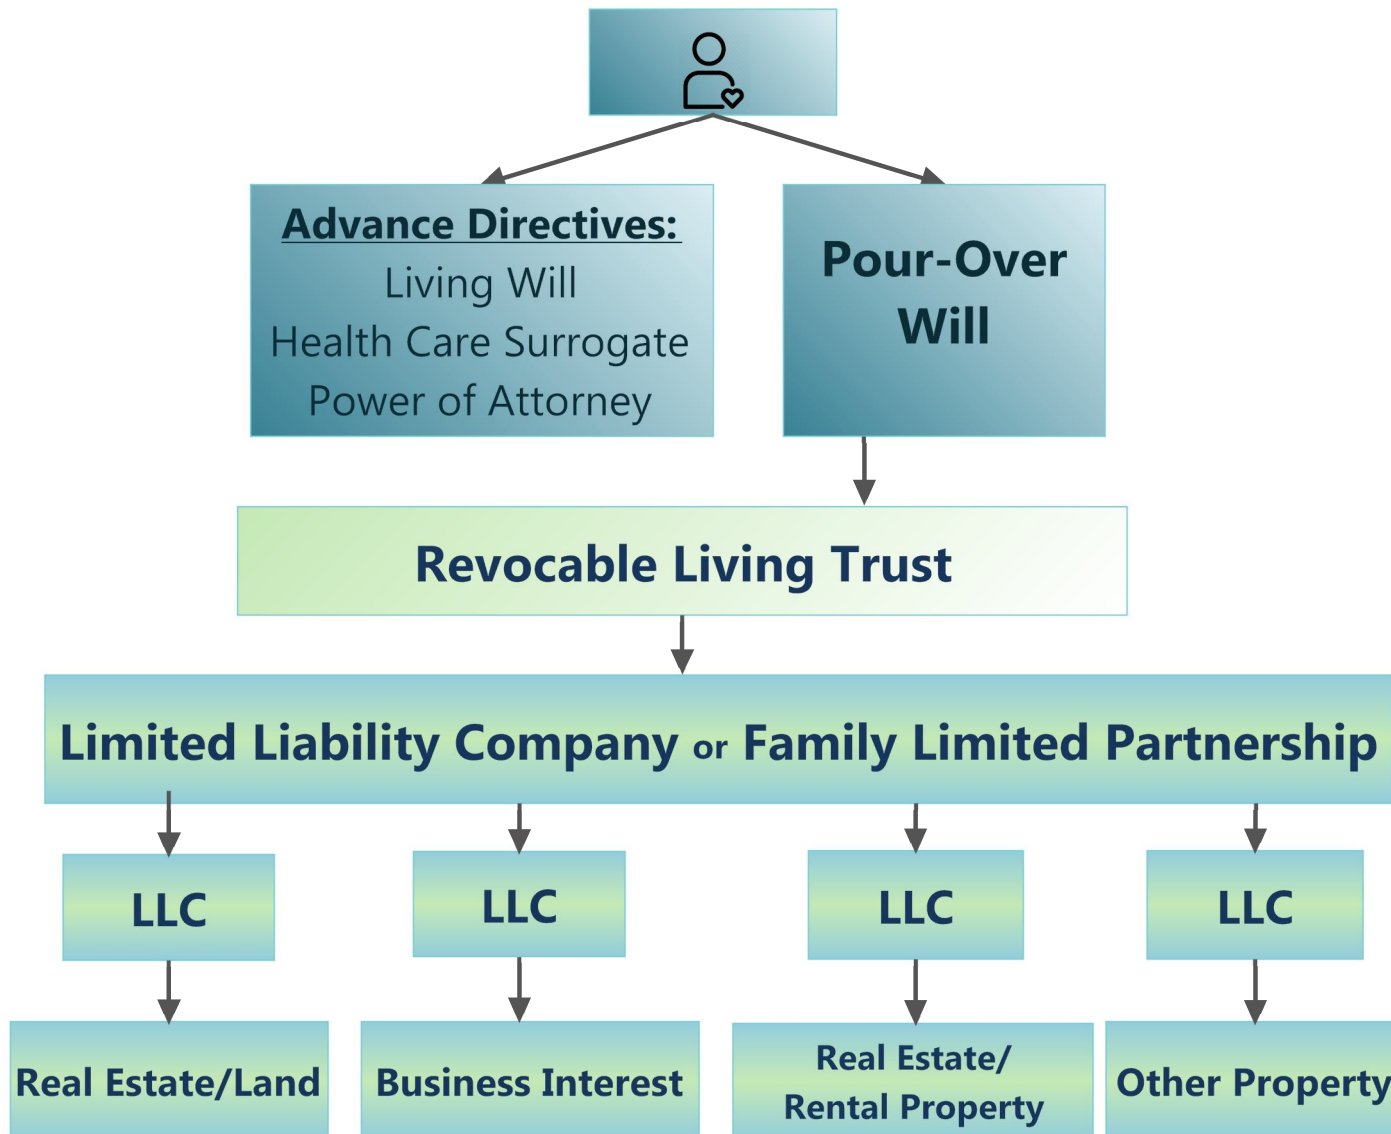 Advance Directives:
Living Will
Health Care Surrogate
Power of Attorney
Pour-Over
Will
Revocable Living Trust
Limited Liability Company or Family Limited Partnership
LLC
LLC
LLC
LLC
Real Estate/Land
Business Interest
Real Estate/
Rental Property
Other Property